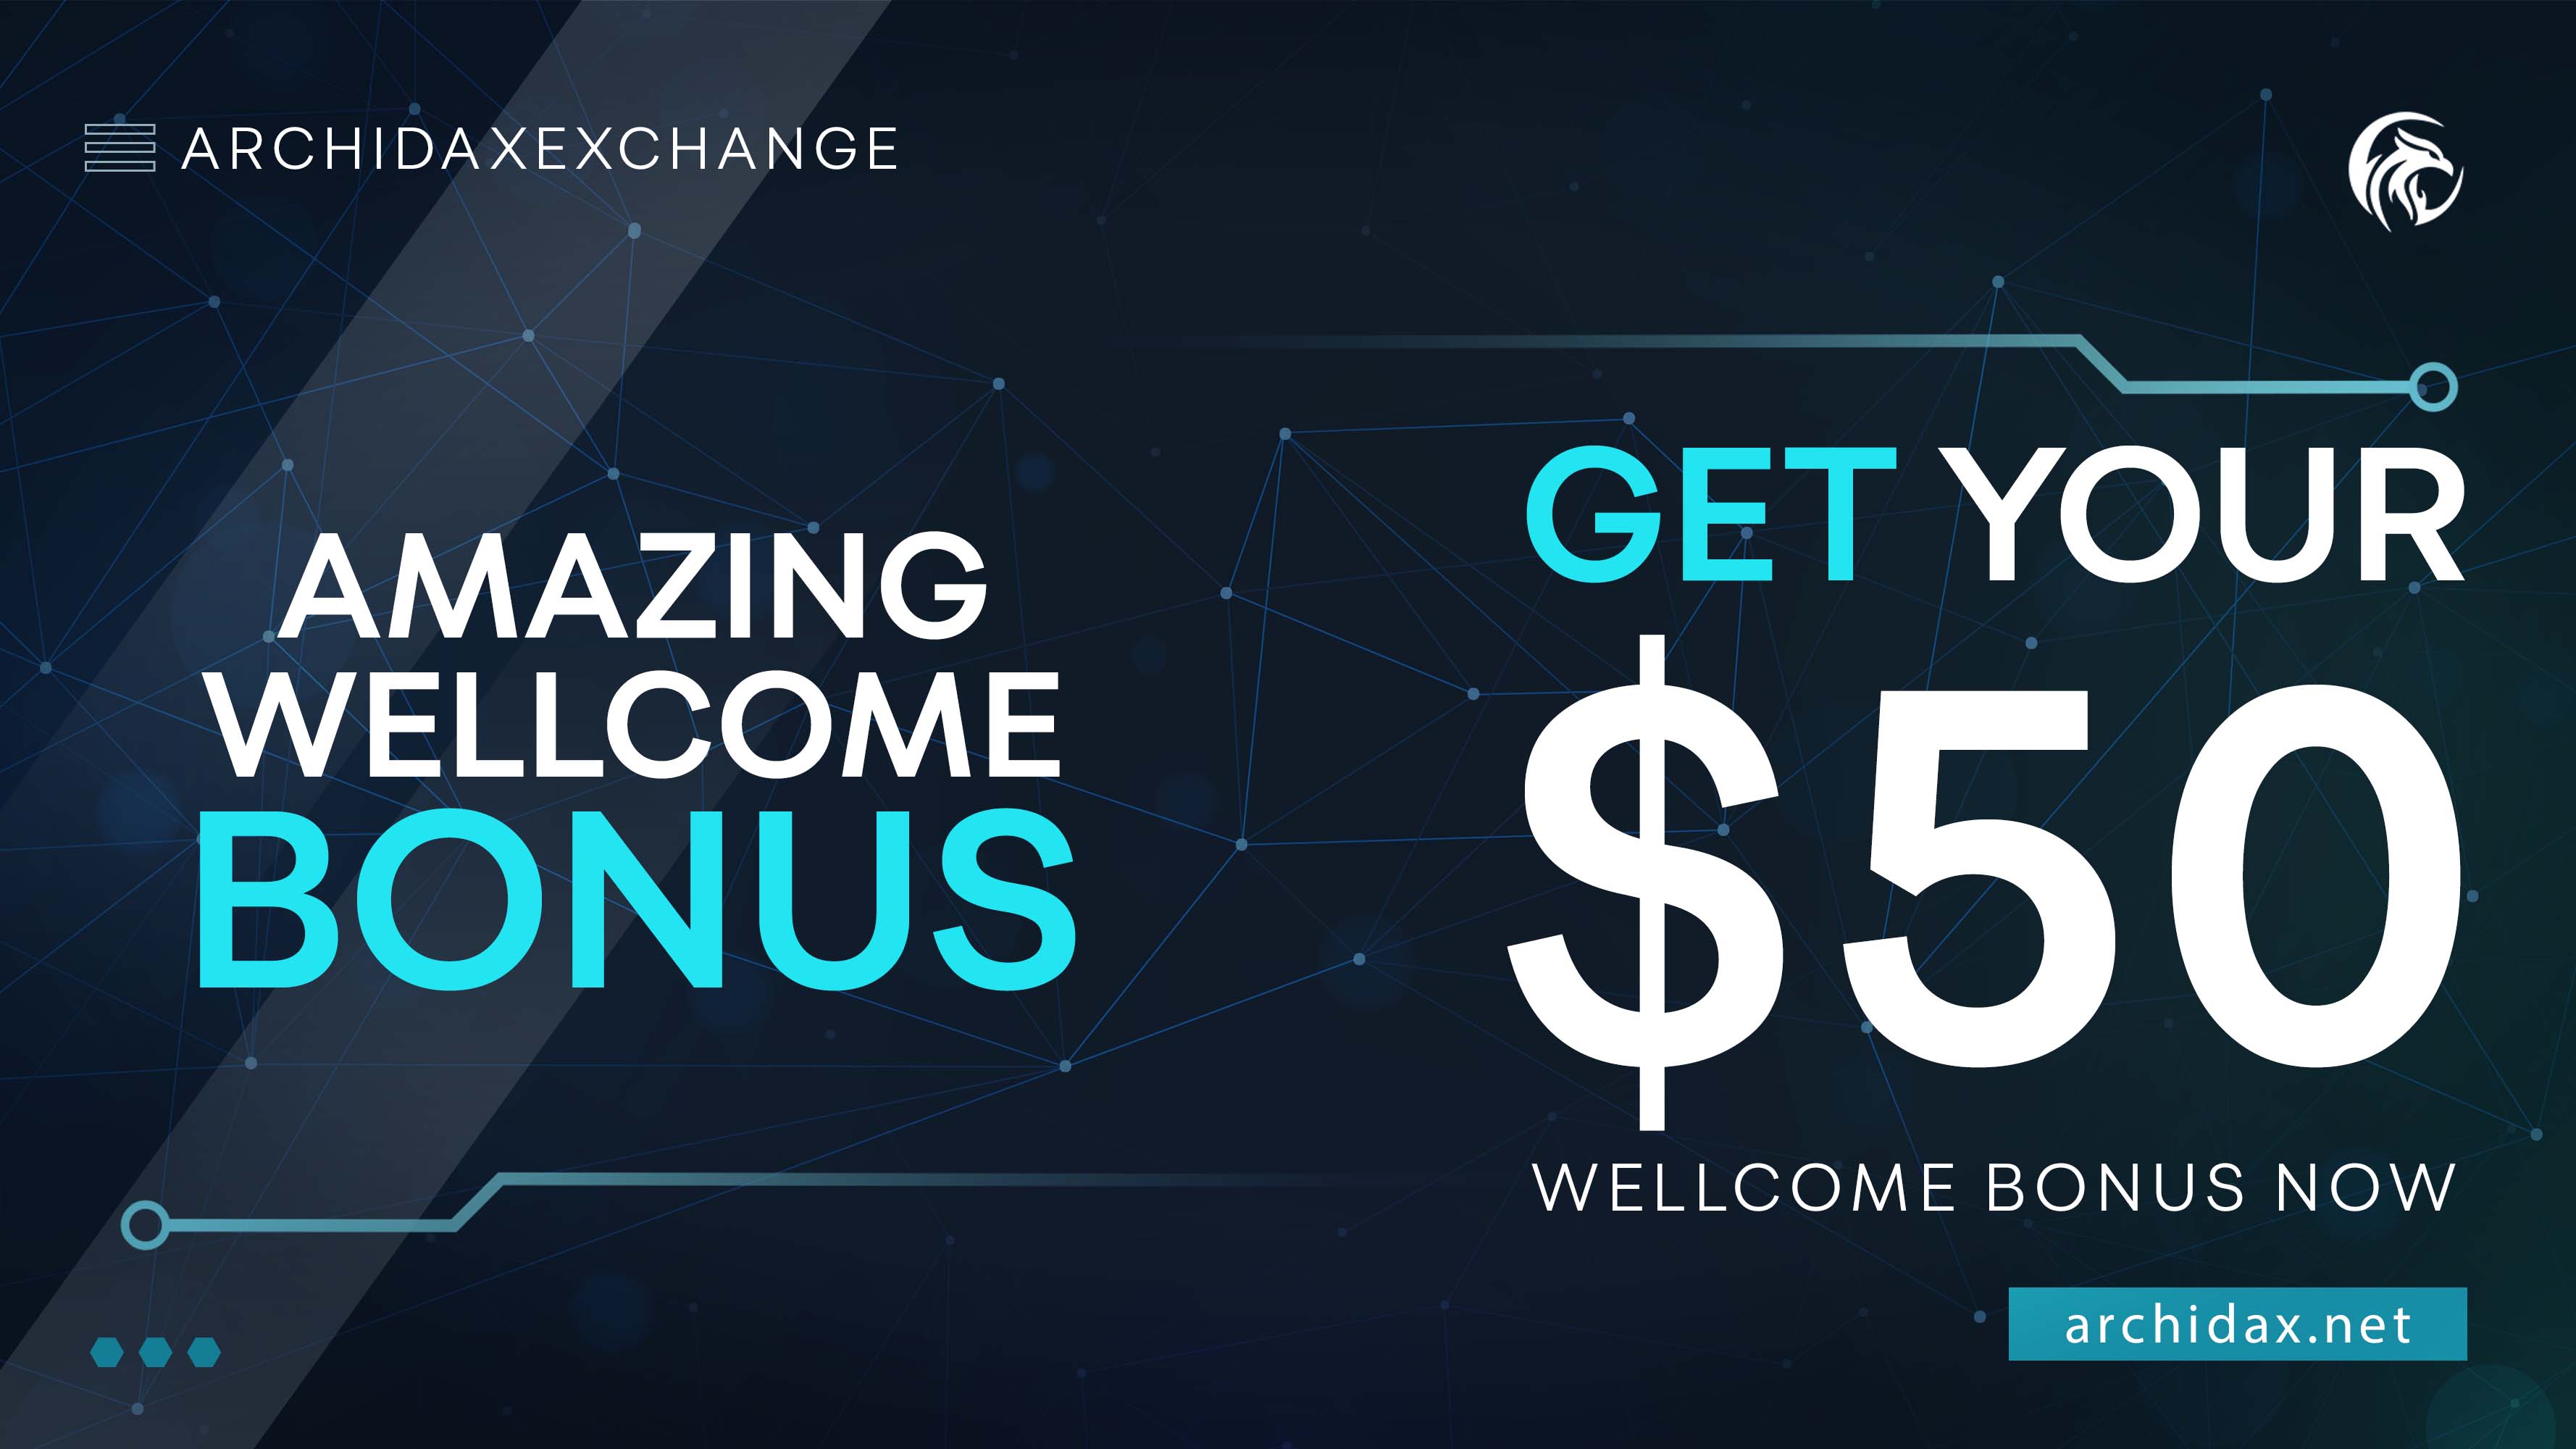 ARCHIDAXEXCHANGE
AMAZING
WELLCOME
BONUS
GET YOUR
$50
WELLCOME BONUS NOW
archidax.net